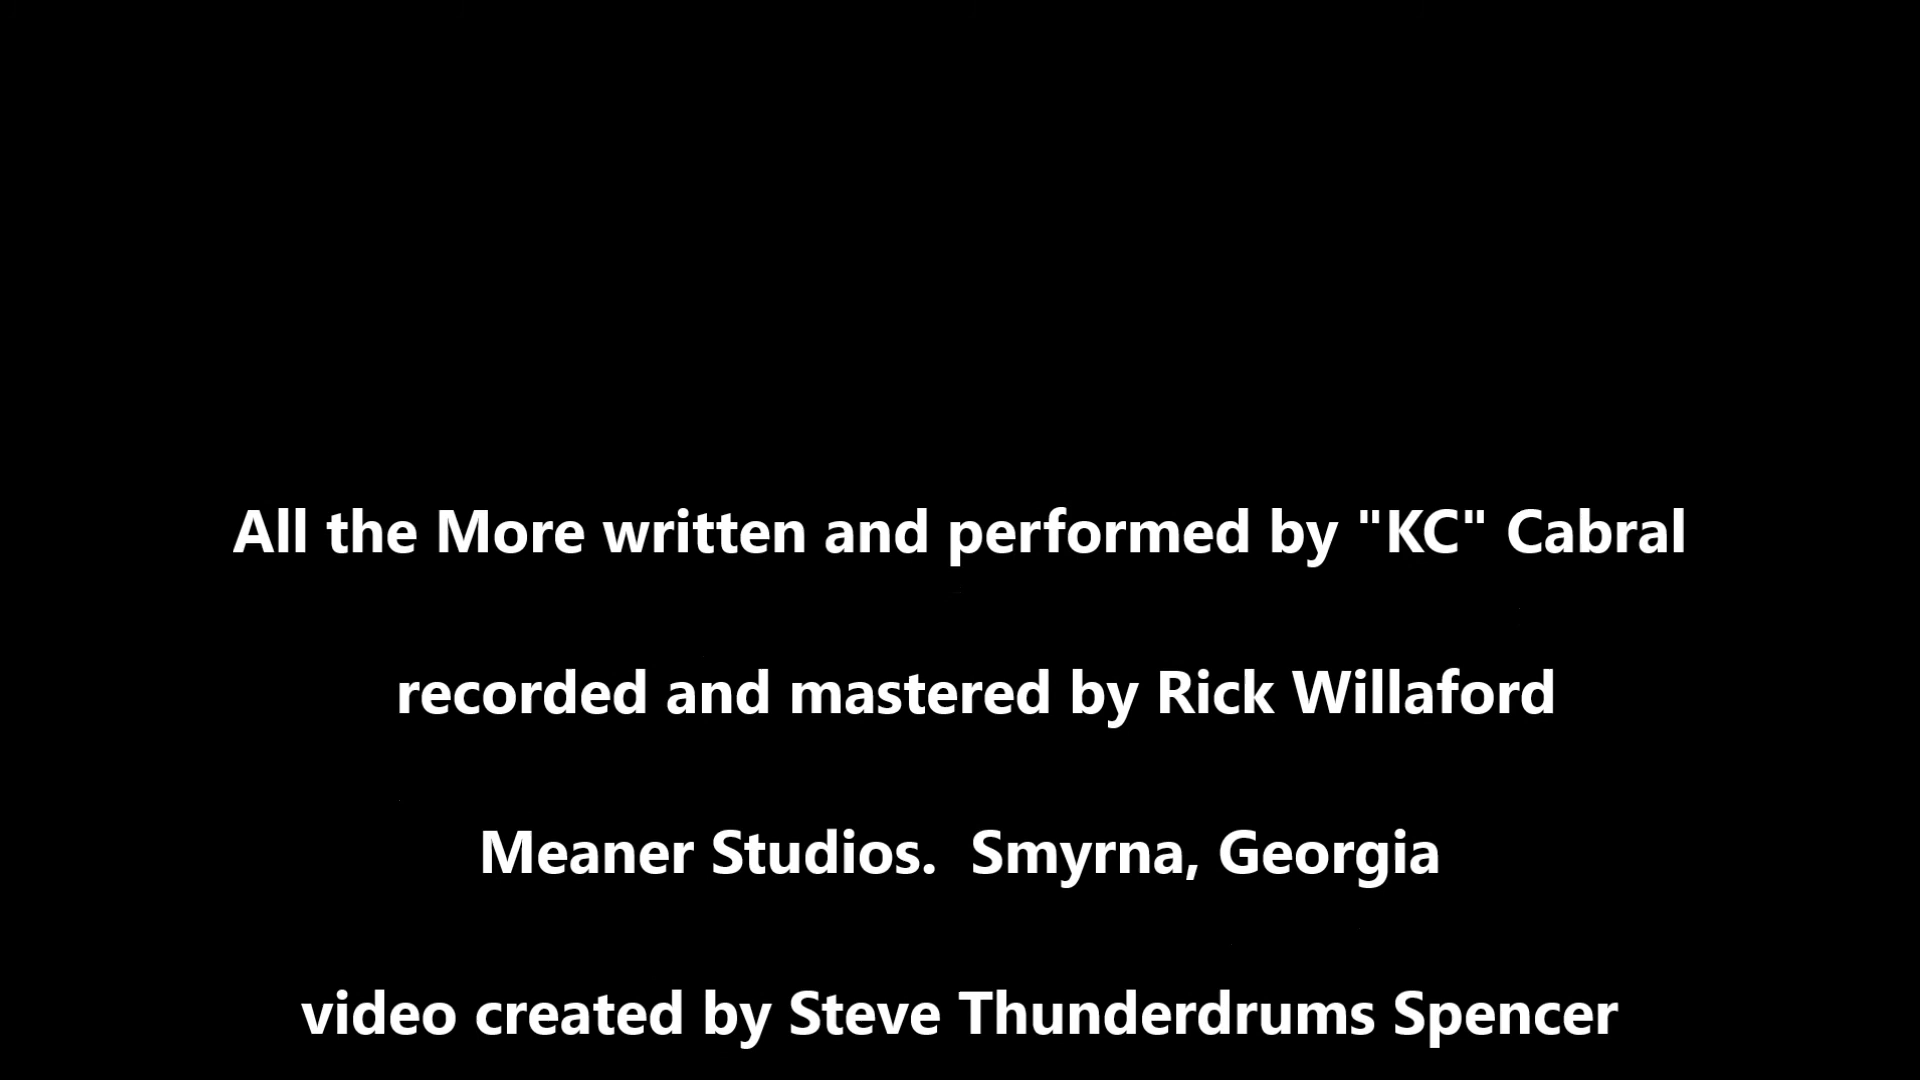 All the More written and performed by "KC" Cabral
recorded and mastered by Rick Willaford
Meaner Studios.  Smyrna, Georgia
video created by Steve Thunderdrums Spencer